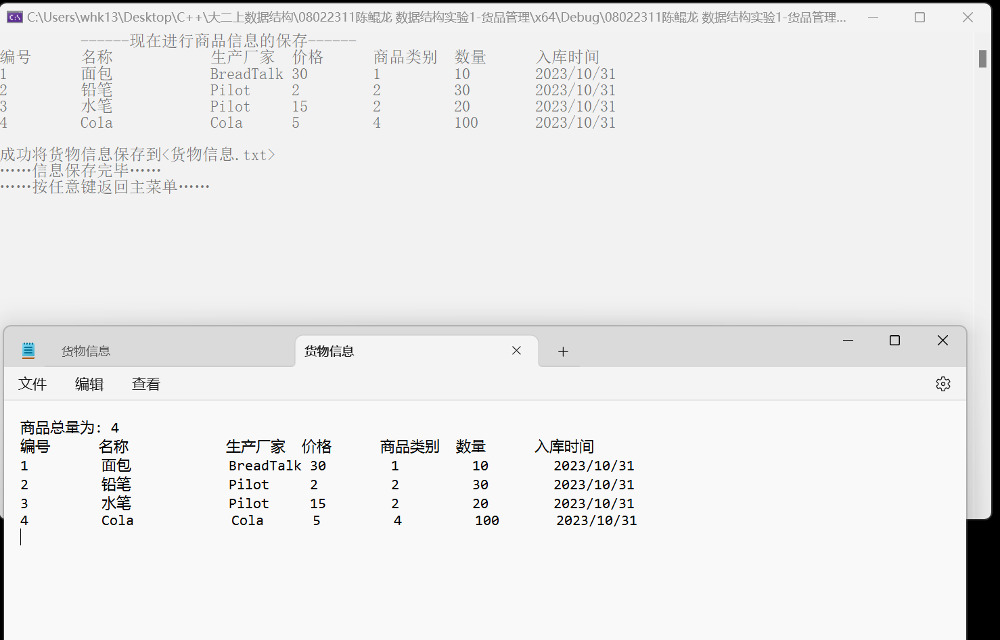 C:\Users\whk13\Desktop\C++\大二上数据结构\08022311陈鲲龙 数据结构实验1-货品管理\x64\Debug\08022311陈鲲龙 数据结构实验1-货品管理...
------现在进行商品信息的保存------
编号 名称 生产厂家 价格 商品类别 数量 入库时间
1 面包 BreadTalk 30 1 10 2023/10/31
2 铅笔 Pilot 2 2 30 2023/10/31
3 水笔 Pilot 15 2 20 2023/10/31
4 Cola Cola 5 4 100 2023/10/31
成功将货物信息保存到<货物信息.txt>
……信息保存完毕……
……按任意键返回主菜单……
货物信息 货物信息
文件 编辑 查看
商品总量为: 4
编号 名称 生产厂家 价格 商品类别 数量 入库时间
1 面包 BreadTalk 30 1 10 2023/10/31
2 铅笔 Pilot 2 2 30 2023/10/31
3 水笔 Pilot 15 2 20 2023/10/31
4 Cola Cola 5 4 100 2023/10/31